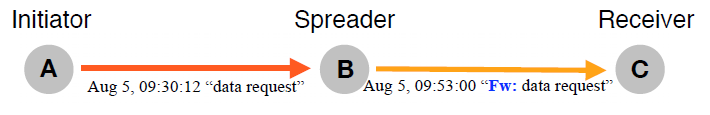 Initiator Spreader Receiver
A B C
Aug 5, 09:30:12 “data request” Aug 5, 09:53:00 “Fw: data request”